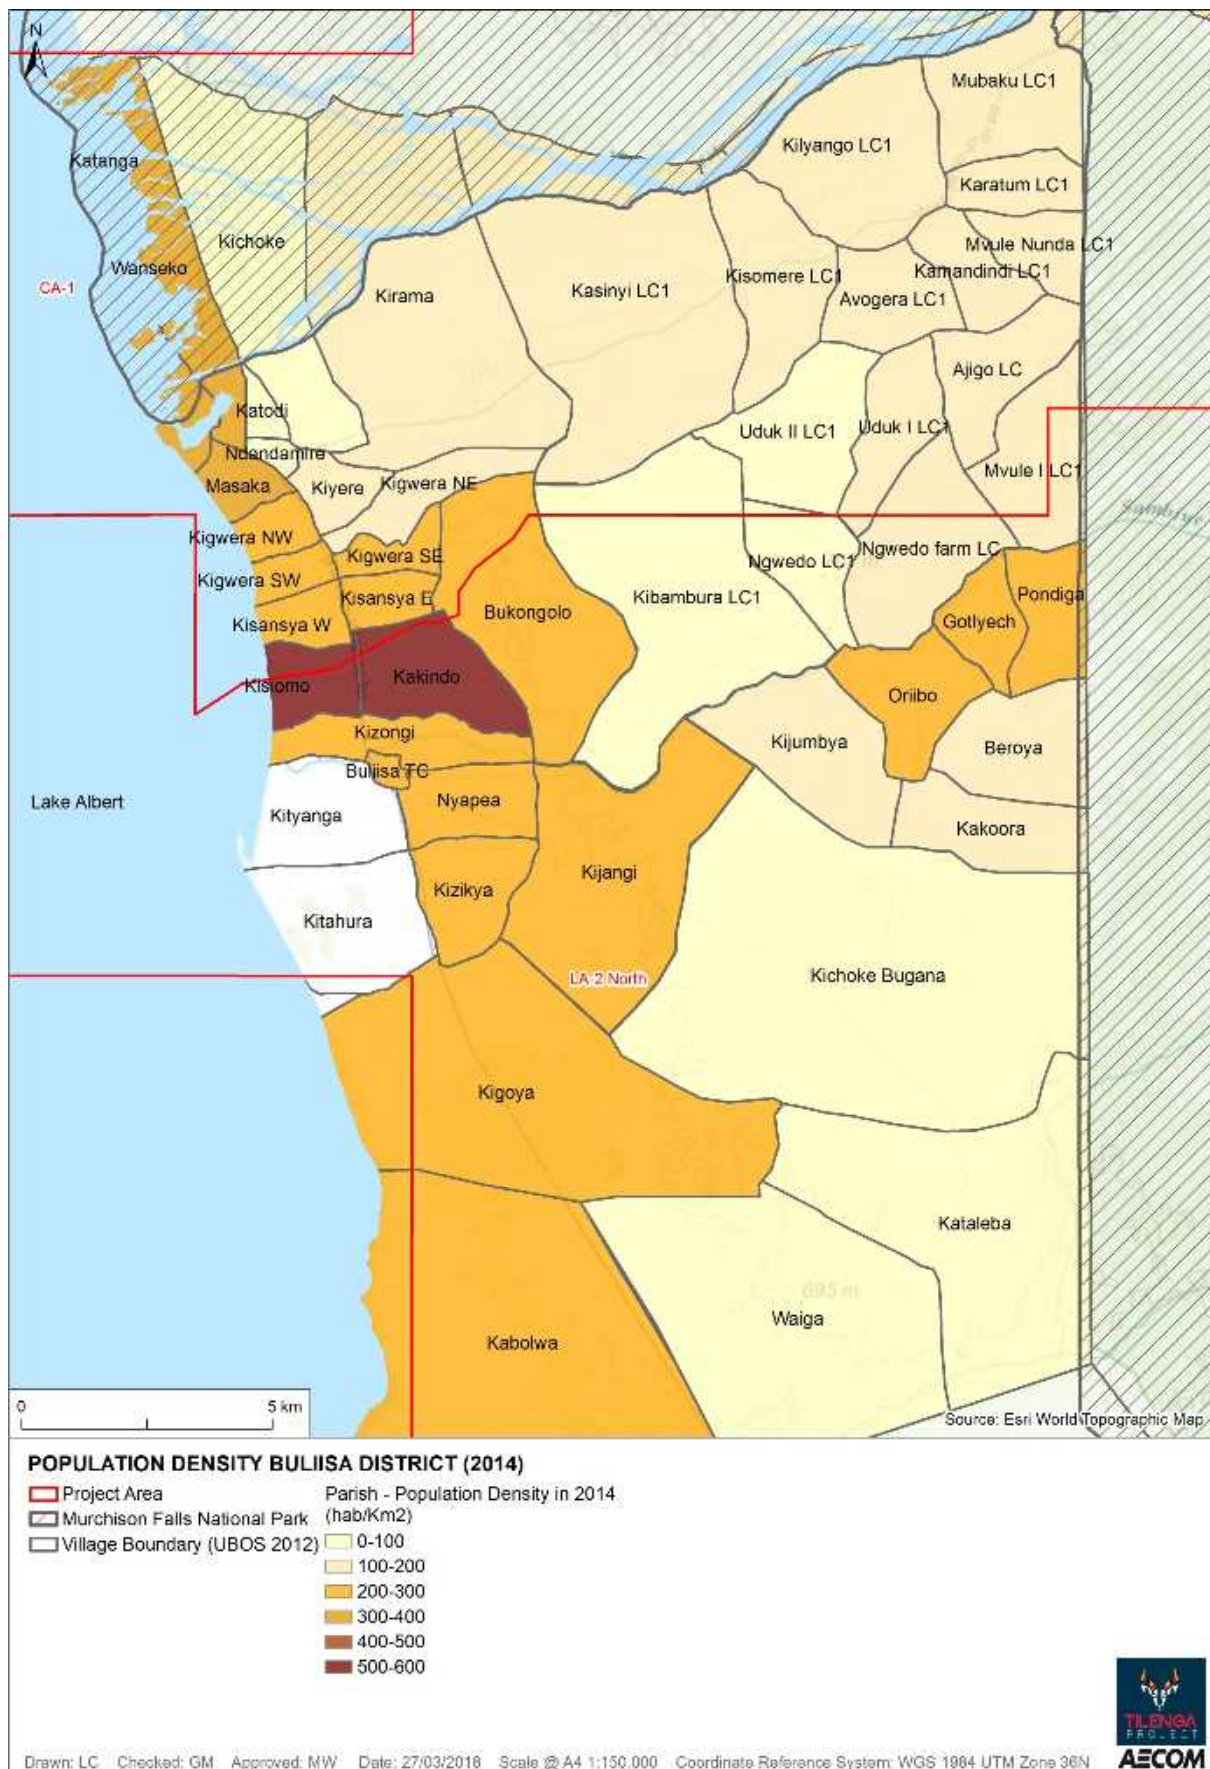 N
Mubaku LC1
Kilyango LC1
Katanga
Karatum LC1
Kichoke
Mvule Nunda LC1
Wanseko
Kisomere LC1
Kamandindi LC1
CA-1
Kirama
Kasinyi LC1
Avogera LC1
Ajigo LC
Katodi
Uduk II LC1
Uduk I LC1
Ndandamire
Masaka
Kiyere
Kigwera NE
Mvule I LC1
Kigwera NW
Kigwera SE
Ngwedo LC1
Ngwedo farm LC
Kigwera SW
Kisansya E
Kibambura LC1
Pondiga
Kisansya W
Bukongolo
Gotlyech
Kisiomo
Kakindo
Oriibo
Kizongi
Kijumbya
Beroya
Buliisa TC
Lake Albert
Kityanga
Nyapea
Kakoora
Kijangi
Kizikya
Kitahura
LA-2 North
Kichoke Bugana
Kigoya
Kataleba
695 m
Waiga
Kabolwa
0 5 km
Source: Esri World Topographic Map
POPULATION DENSITY BULIISA DISTRICT (2014)
Project Area
Murchison Falls National Park
Village Boundary (UBOS 2012)
Parish - Population Density in 2014
(hab/Km2)
0-100
100-200
200-300
300-400
400-500
500-600
TILENGA
PROJECT
AECOM
Drawn: LC Checked: GM Approved: MW Date: 27/03/2018 Scale @ A4 1:150,000 Coordinate Reference System: WGS 1984 UTM Zone 36N